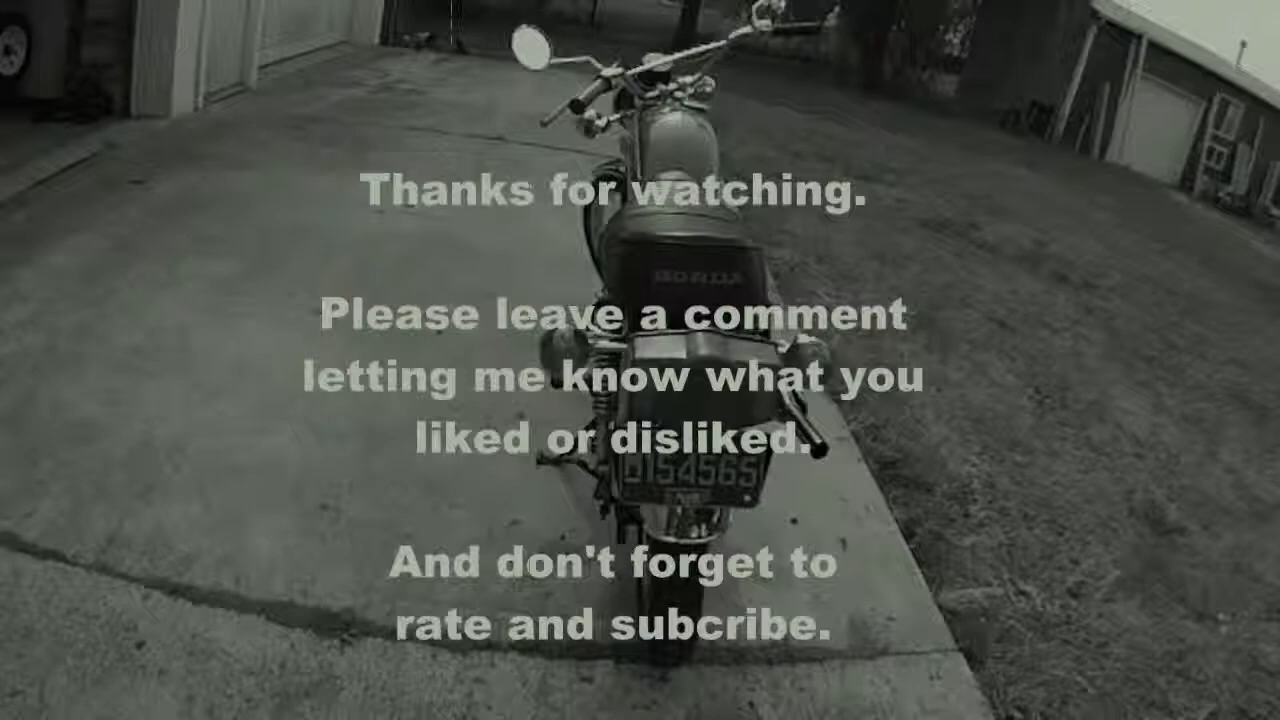 Thanks for watching.
HONDA
Please leave a comment
letting me know what you
liked or disliked.
154565
And don't forget to
rate and subcribe.